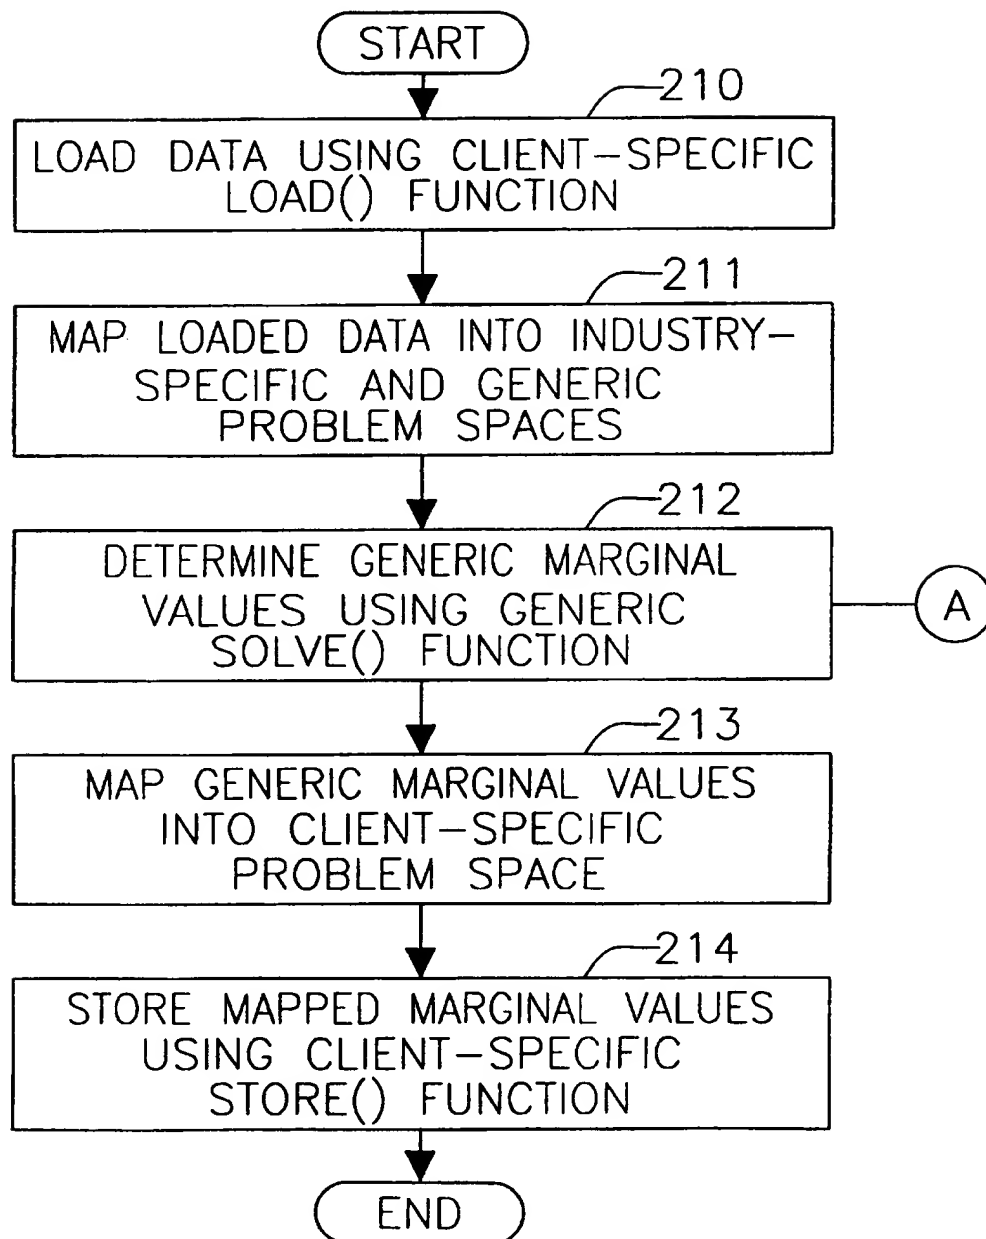 START
210
LOAD DATA USING CLIENT-SPECIFIC
LOAD() FUNCTION
211
MAP LOADED DATA INTO INDUSTRY-
SPECIFIC AND GENERIC
PROBLEM SPACES
212
DETERMINE GENERIC MARGINAL
VALUES USING GENERIC
SOLVE() FUNCTION
A
213
MAP GENERIC MARGINAL VALUES
INTO CLIENT-SPECIFIC
PROBLEM SPACE
214
STORE MAPPED MARGINAL VALUES
USING CLIENT-SPECIFIC
STORE() FUNCTION
END